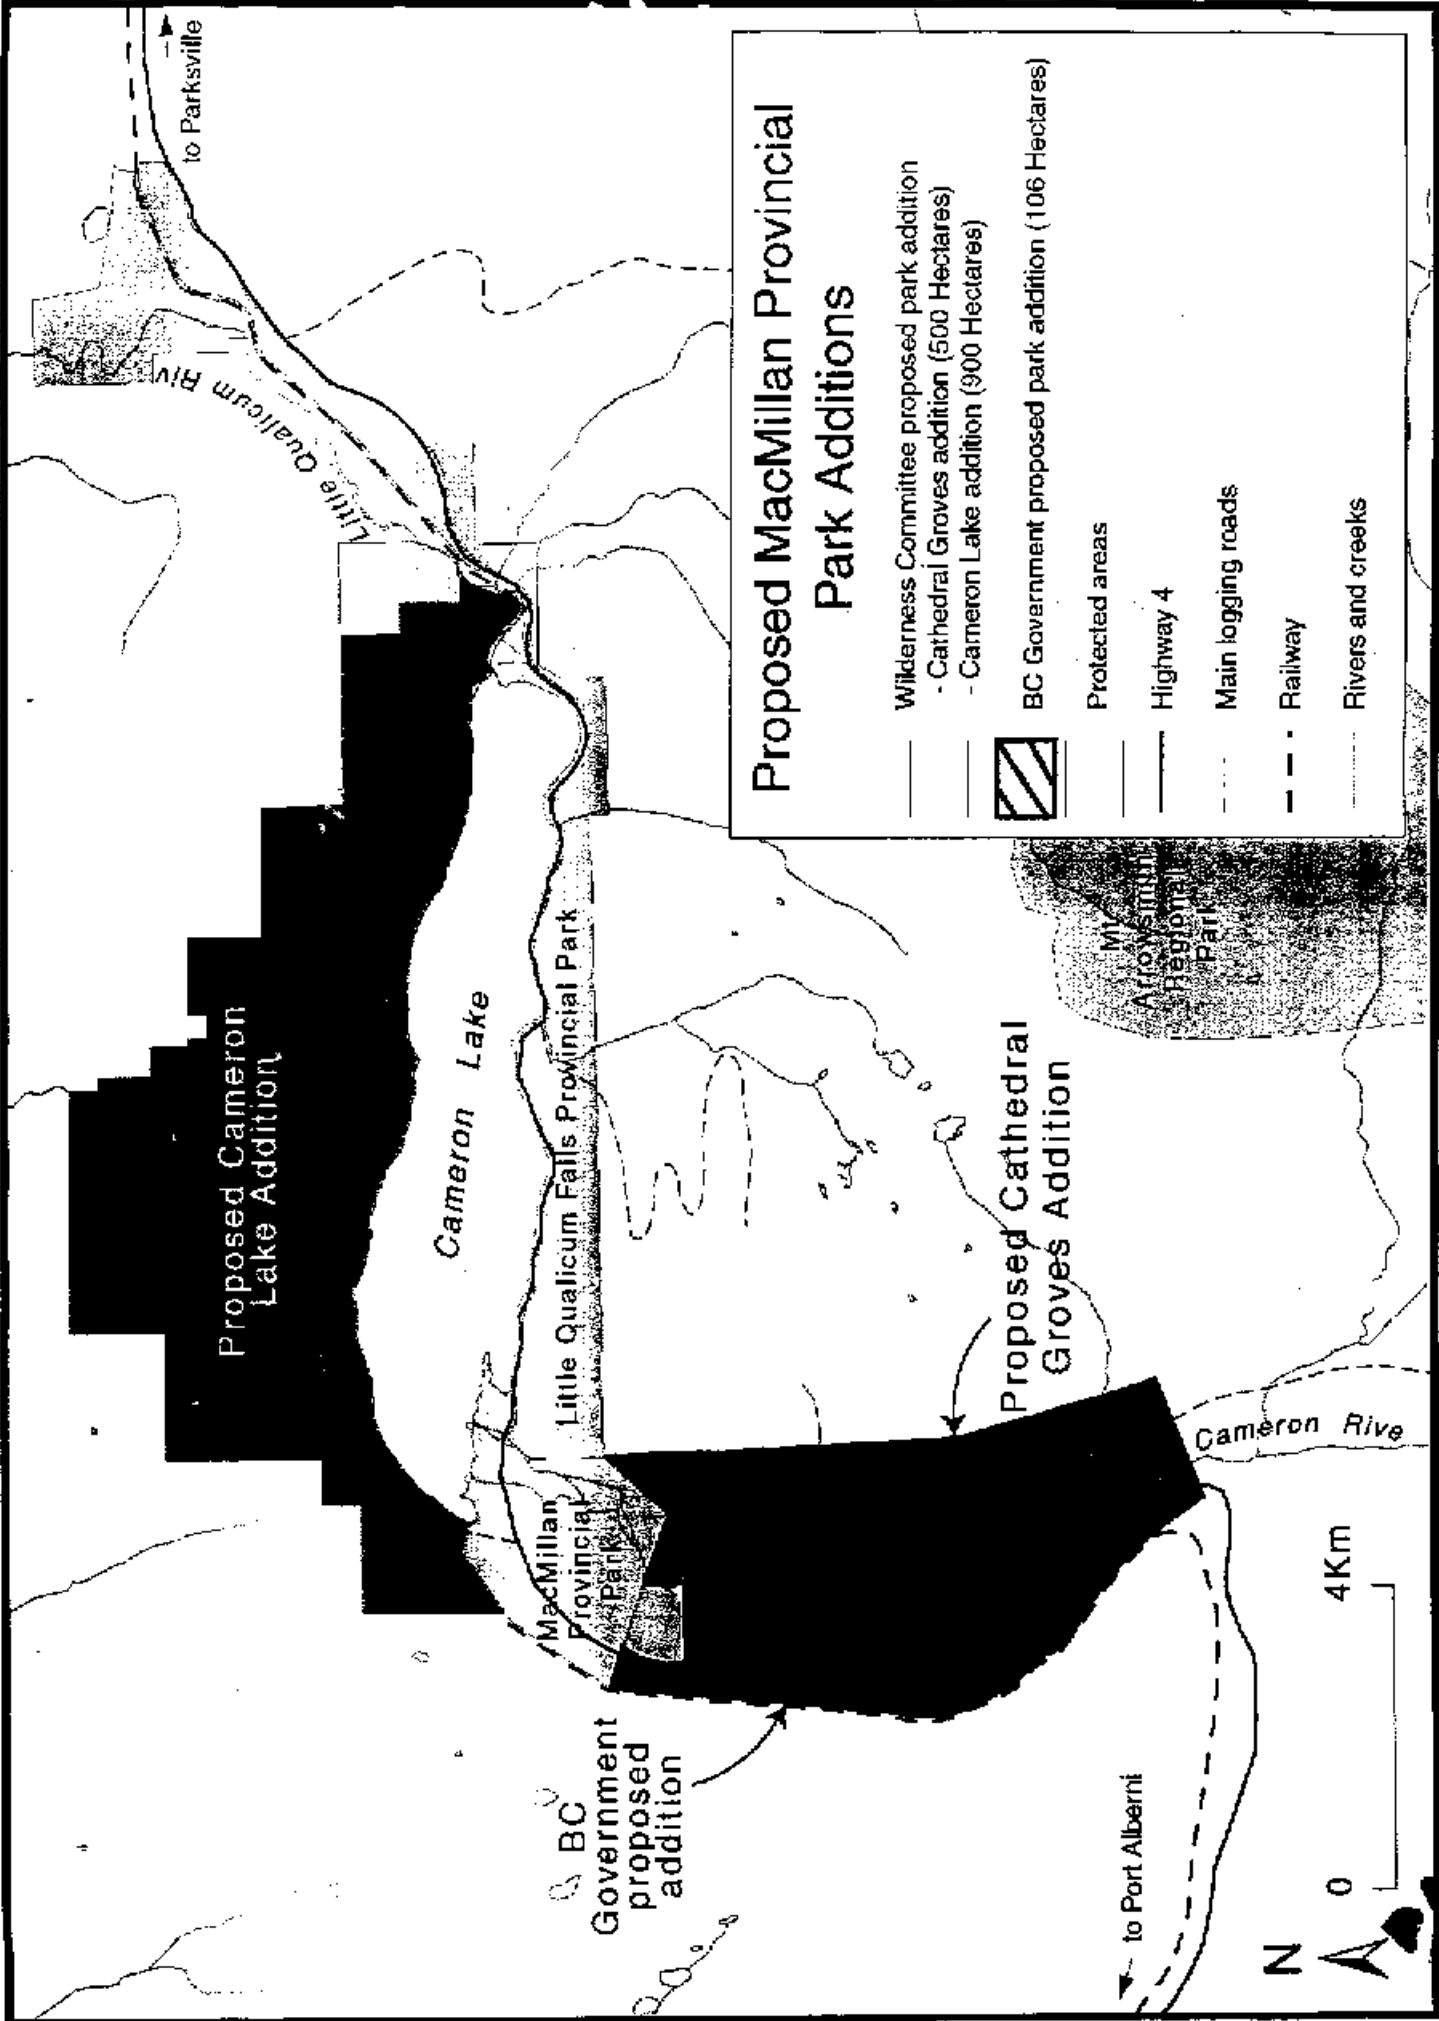 Proposed MacMillan Provincial
Park Additions
Wilderness Committee proposed park addition
- Cathedral Groves addition (500 Hectares)
- Cameron Lake addition (900 Hectares)
BC Government proposed park addition (106 Hectares)
Protected areas
Highway 4
Main logging roads
Railway
Rivers and creeks
to Parksville
Little Qualicum Riv
Proposed Cameron
Lake Addition
Cameron Lake
Little Qualicum Falls Provincial Park
MacMillan
Provincial
Park
BC
Government
proposed
addition
Proposed Cathedral
Groves Addition
Mt
Arrowsmith
Regional
Park
Cameron Rive
to Port Alberni
N
0 4Km